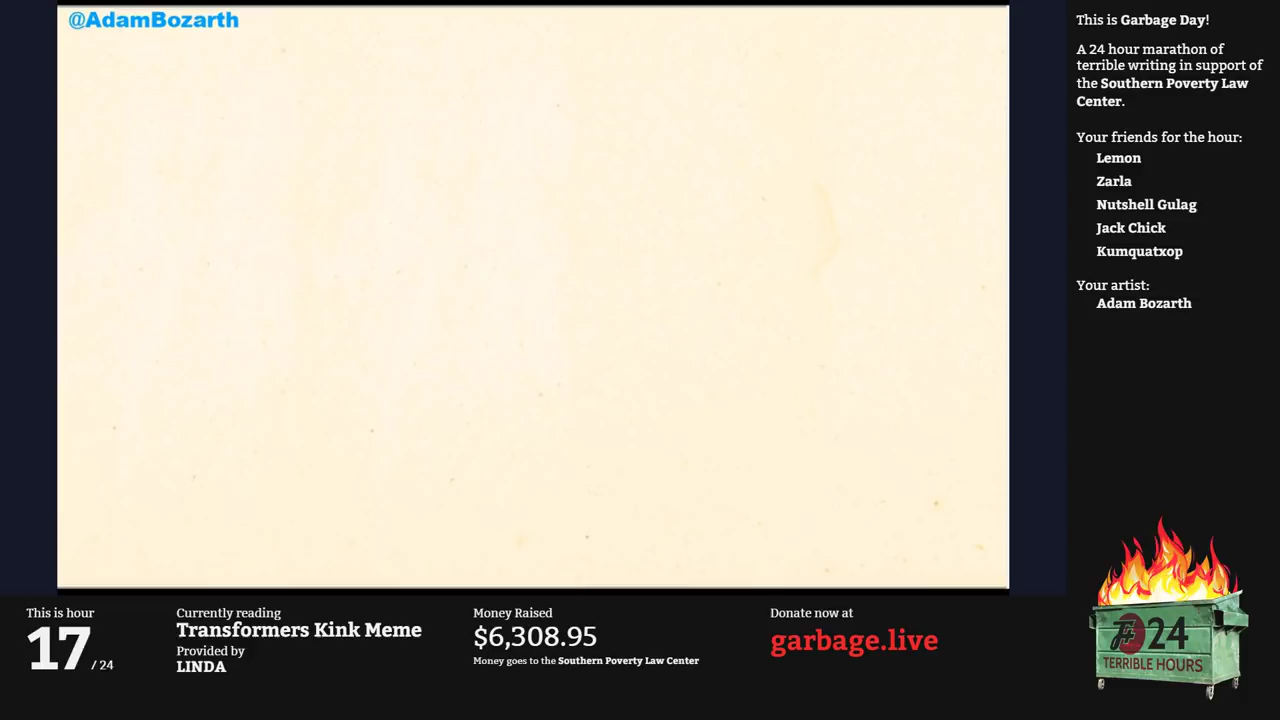 @AdamBozarth
This is Garbage Day!
A 24 hour marathon of
terrible writing in support of
the Southern Poverty Law
Center.
Your friends for the hour:
Lemon
Zarla
Nutshell Gulag
Jack Chick
Kumquatxop
Your artist:
Adam Bozarth
This is hour
17 / 24
Currently reading
Transformers Kink Meme
Provided by
LINDA
Money Raised
$6,308.95
Money goes to the Southern Poverty Law Center
Donate now at
garbage.live
24
TERRIBLE HOURS